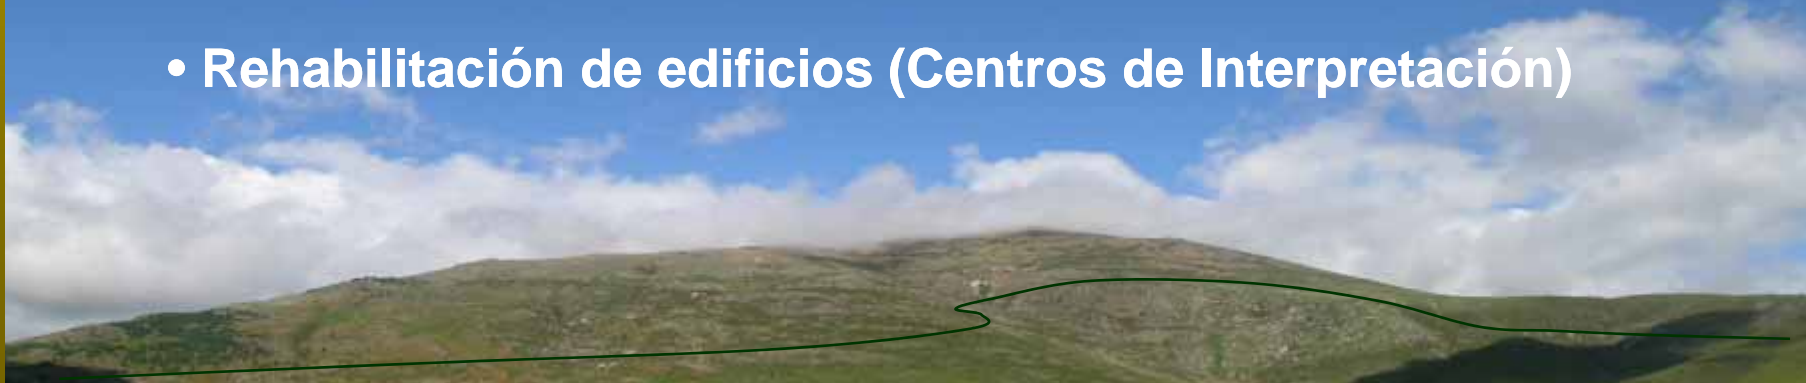 • Rehabilitación de edificios (Centros de Interpretación)